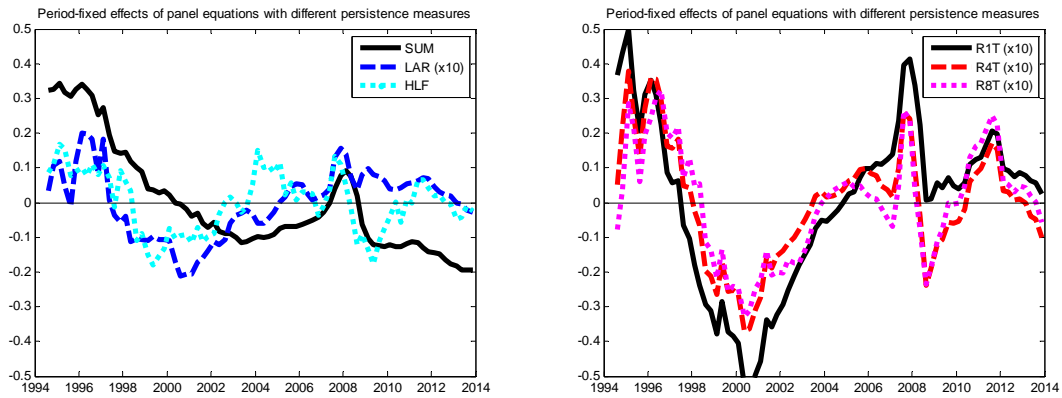 Period-fixed effects of panel equations with different persistence measures
0.5
0.4
0.3
0.2
0.1
0
-0.1
-0.2
-0.3
-0.4
-0.5
1994 1996 1998 2000 2002 2004 2006 2008 2010 2012 2014
SUM
LAR (x10)
HLF
Period-fixed effects of panel equations with different persistence measures
0.5
0.4
0.3
0.2
0.1
0
-0.1
-0.2
-0.3
-0.4
-0.5
1994 1996 1998 2000 2002 2004 2006 2008 2010 2012 2014
R1T (x10)
R4T (x10)
R8T (x10)